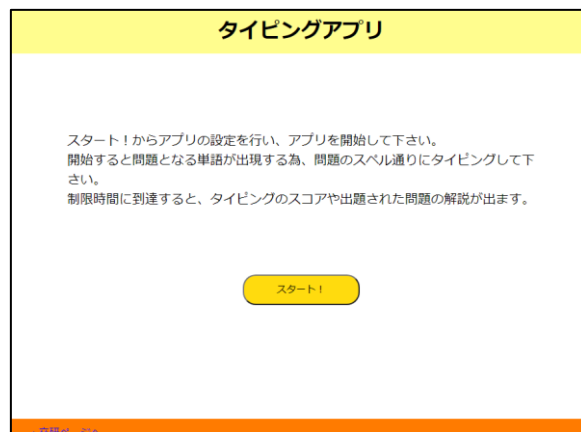 タイピングアプリ
スタート！からアプリの設定を行い、アプリを開始して下さい。
開始すると問題となる単語が出現する為、問題のスペル通りにタイピングして下
さい。
制限時間に到達すると、タイピングのスコアや出題された問題の解説が出ます。
スタート！